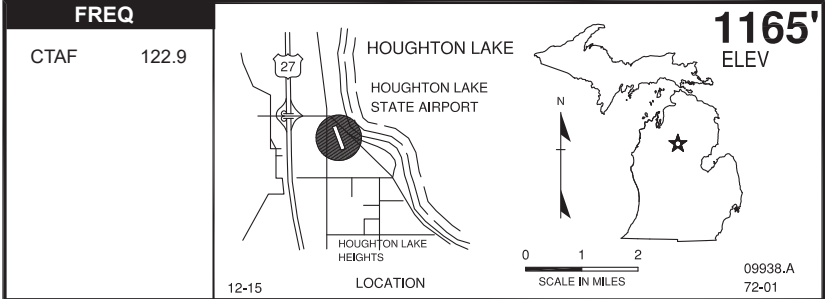 FREQ
CTAF 122.9
27
HOUGHTON LAKE
HOUGHTON LAKE
STATE AIRPORT
HOUGHTON LAKE
HEIGHTS
LOCATION
12-15
N
0 1 2
SCALE IN MILES
1165'
ELEV
09938.A
72-01